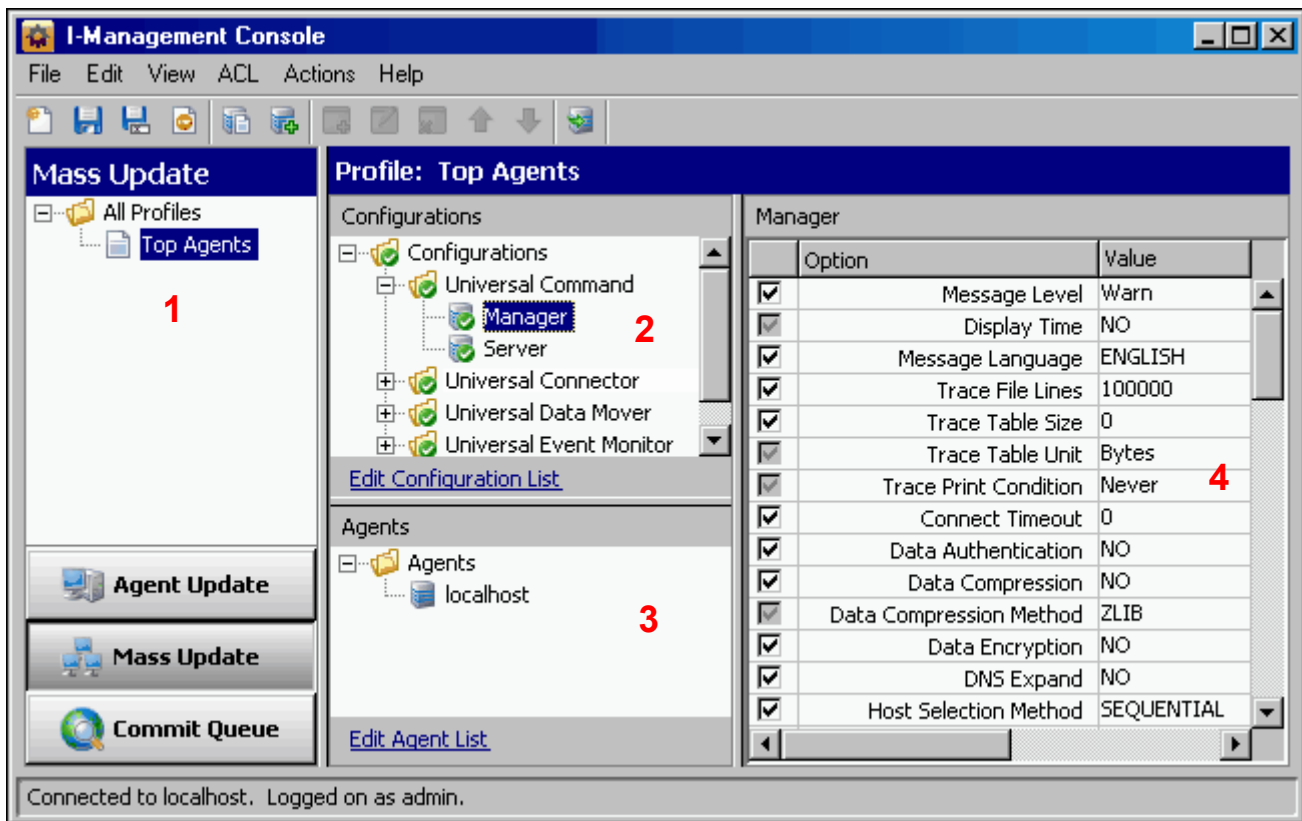 I-Management Console
File Edit View ACL Actions Help
Mass Update
All Profiles
Top Agents
1
Agent Update
Mass Update
Commit Queue
Profile: Top Agents
Configurations
Configurations
Universal Command
Manager
2
Server
Universal Connector
Universal Data Mover
Universal Event Monitor
Edit Configuration List
Agents
Agents
localhost
3
Edit Agent List
Manager
Option Value
Message Level Warn
Display Time NO
Message Language ENGLISH
Trace File Lines 100000
Trace Table Size 0
Trace Table Unit Bytes
Trace Print Condition Never
4
Connect Timeout 0
Data Authentication NO
Data Compression NO
Data Compression Method ZLIB
Data Encryption NO
DNS Expand NO
Host Selection Method SEQUENTIAL
Connected to localhost. Logged on as admin.